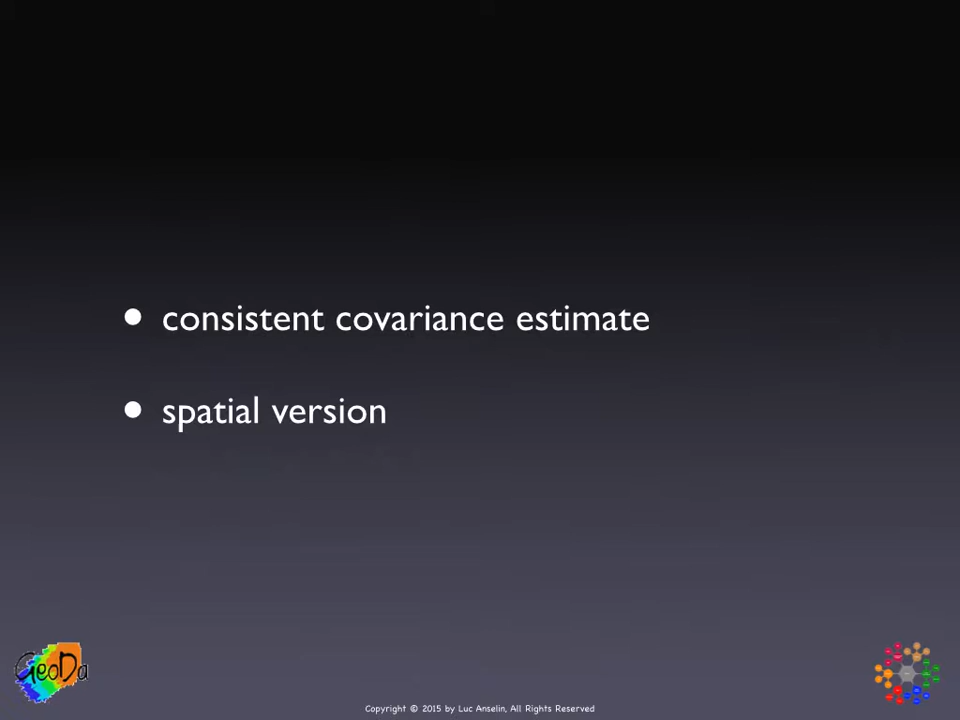 • consistent covariance estimate
• spatial version
GeoDa
Copyright © 2015 by Luc Anselin, All Rights Reserved